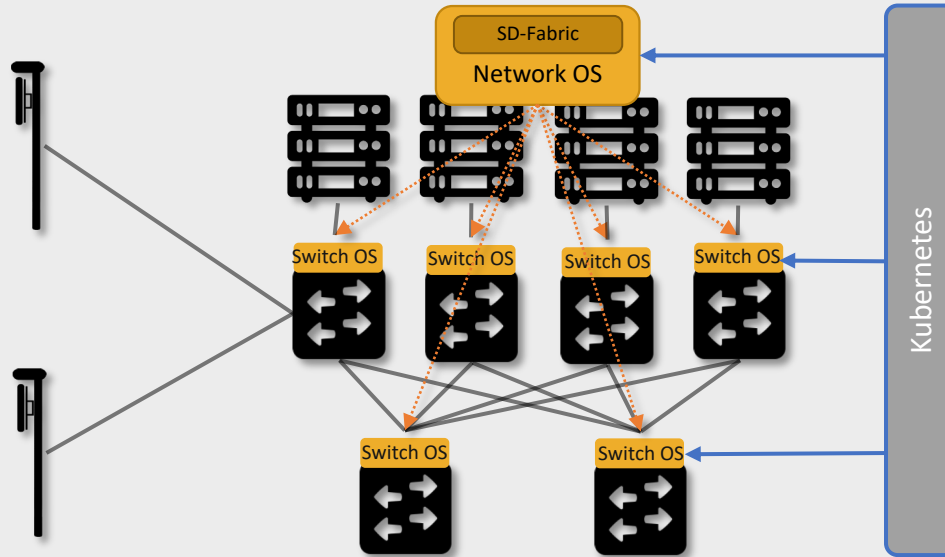 SD-Fabric
Network OS
Switch OS
Switch OS
Switch OS
Switch OS
Switch OS
Switch OS
Kubernetes